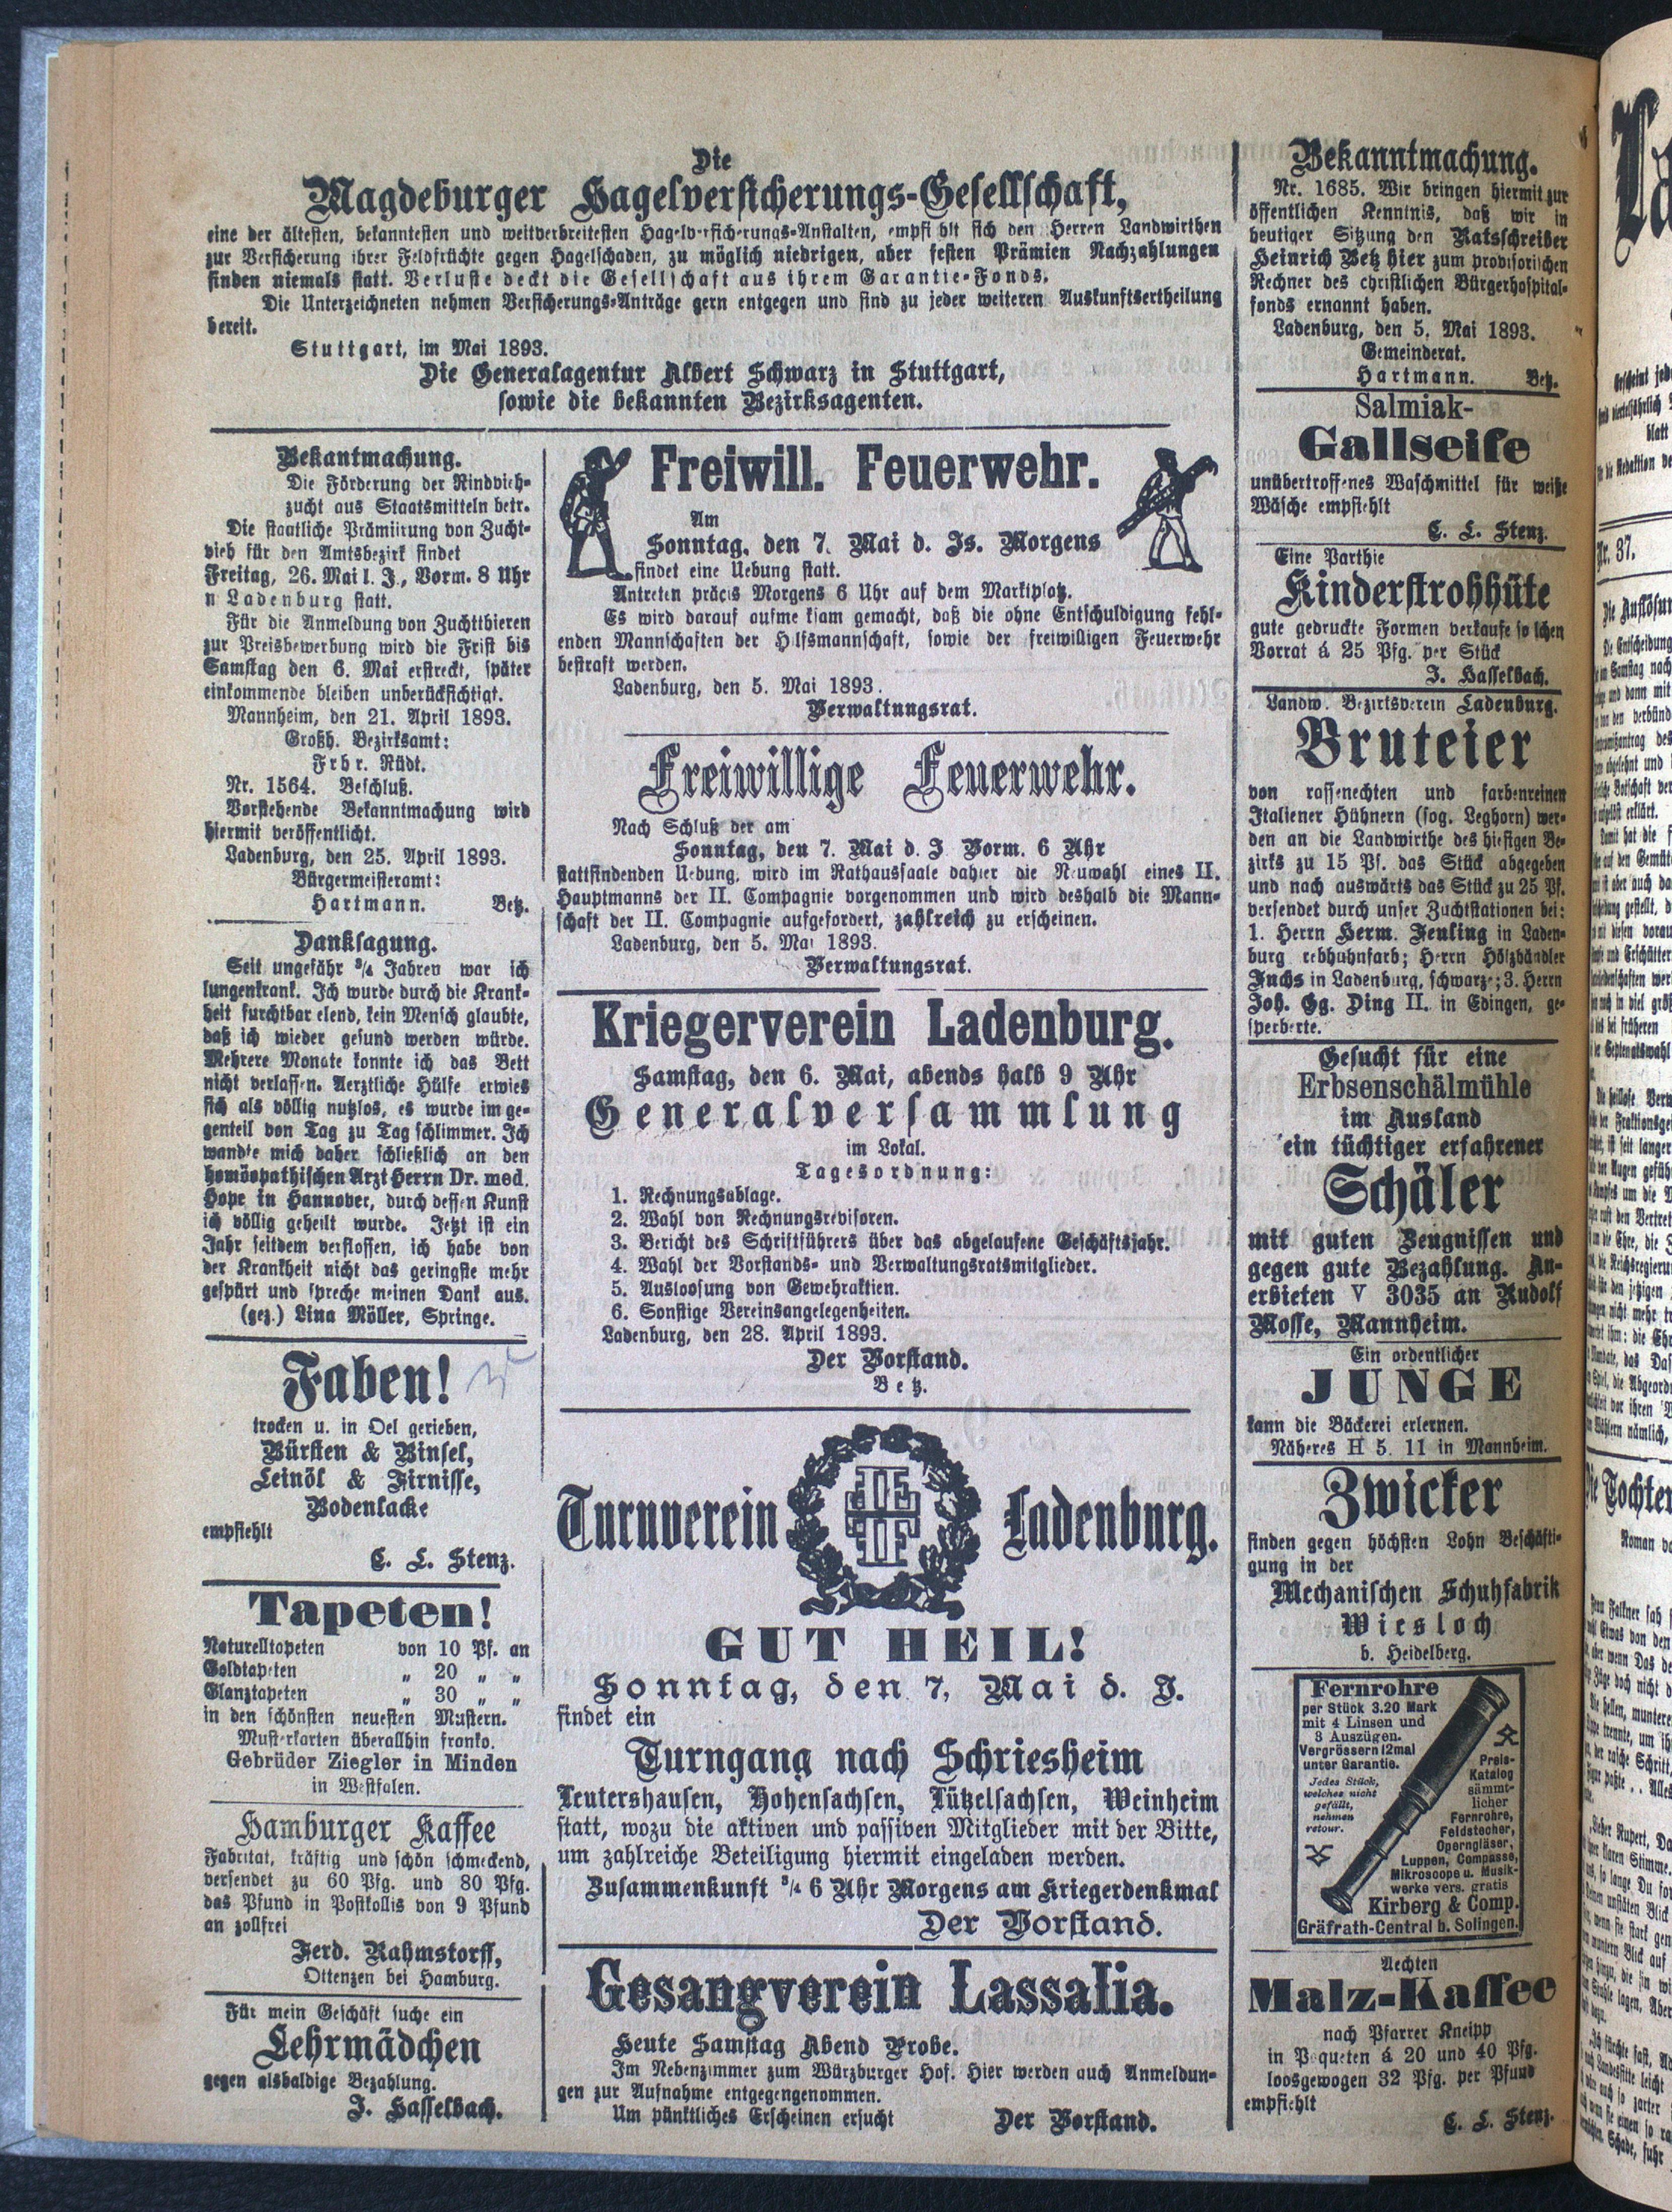 Die
Magdeburger Hagelversicherungs-Gesellschaft,
eine der ältesten, bekanntesten und weitverbreitesten Hagelversicherungs-Anstalten, empfiehlt sich den Herren Landwirthen
zur Versicherung ihrer Feldfrüchte gegen Hagelschaden, zu möglich niedrigen, aber festen Prämien Nachzahlungen
finden niemals statt. Verluste deckt die Gesellschaft aus ihrem Garantie-Fonds.
Die Unterzeichneten nehmen Versicherungs-Anträge gern entgegen und sind zu jeder weiteren Auskunftsertheilung
bereit.
Stuttgart, im Mai 1893.
Die Generalagentur Albert Schwarz in Stuttgart,
sowie die bekannten Bezirksagenten.
Bekantmachung.
Die Förderung der Rindvieh-
zucht aus Staatsmitteln betr.
Die staatliche Prämiirung von Zucht-
vieh für den Amtsbezirk findet
Freitag, 26. Mai l. J., Vorm. 8 Uhr
n Ladenburg statt.
Für die Anmeldung von Zuchtthieren
zur Preisbewerbung wird die Frist bis
Samstag den 6. Mai erstreckt, später
einkommende bleiben unberücksichtigt.
Mannheim, den 21. April 1893.
Großh. Bezirksamt:
Frhr. Rüdt.
Nr. 1564. Beschluß.
Vorstehende Bekanntmachung wird
hiermit veröffentlicht.
Ladenburg, den 25. April 1893.
Bürgermeisteramt:
Hartmann. Betz.
Danksagung.
Seit ungefähr 3/4 Jahren war ich
lungenkrank. Ich wurde durch die Krank-
heit furchtbar elend, kein Mensch glaubte,
daß ich wieder gesund werden würde.
Mehrere Monate konnte ich das Bett
nicht verlassen. Aerztliche Hülfe erwies
sich als völlig nutzlos, es wurde im ge-
genteil von Tag zu Tag schlimmer. Ich
wandte mich daher schließlich an den
homöopathischen Arzt Herrn Dr. med.
Hope in Hannover, durch dessen Kunst
ich völlig geheilt wurde. Jetzt ist ein
Jahr seitdem verflossen, ich habe von
der Krankheit nicht das geringste mehr
gespürt und spreche meinen Dank aus.
(gez.) Lina Möller, Springe.
Faben!
trocken u. in Oel gerieben,
Bürsten & Binsel,
Leinöl & Firnisse,
Bodenlacke
empfiehlt
C. L. Stenz.
Tapeten!
Naturelltapeten von 10 Pf. an
Goldtapeten „ 20 „ „
Glanztapeten „ 30 „ „
in den schönsten neuesten Mustern.
Musterkarten überallhin franko.
Gebrüder Ziegler in Minden
in Westfalen.
Hamburger Kaffee
Fabritat, kräftig und schön schmeckend,
versendet zu 60 Pfg. und 80 Pfg.
das Pfund in Postkollis von 9 Pfund
an zollfrei
Ferd. Rahmstorff,
Ottenzen bei Hamburg.
Für mein Geschäft suche ein
Lehrmädchen
gegen alsbaldige Bezahlung.
J. Hasselbach.
Freiwill. Feuerwehr.
Am
Sonntag, den 7. Mai d. Js. Morgens
findet eine Uebung statt.
Antreten präcis Morgens 6 Uhr auf dem Marktplatz.
Es wird darauf aufmerksam gemacht, daß die ohne Entschuldigung fehl-
enden Mannschaften der Hilfsmannschaft, sowie der freiwilligen Feuerwehr
bestraft werden.
Ladenburg, den 5. Mai 1893.
Verwaltungsrat.
Freiwillige Feuerwehr.
Nach Schluß der am
Sonntag, den 7. Mai d. J Vorm. 6 Uhr
stattfindenden Uebung, wird im Rathaussaale dahier die Neuwahl eines II.
Hauptmanns der II. Compagnie vorgenommen und wird deshalb die Mann-
schaft der II. Compagnie aufgefordert, zahlreich zu erscheinen.
Ladenburg, den 5. Mai 1893.
Verwaltungsrat.
Kriegerverein Ladenburg.
Samstag, den 6. Mai, abends halb 9 Uhr
Generalversammlung
im Lokal.
Tagesordnung:
1. Rechnungsablage.
2. Wahl von Rechnungsrevisoren.
3. Bericht des Schriftführers über das abgelaufene Geschäftsjahr.
4. Wahl der Vorstands- und Verwaltungsratsmitglieder.
5. Ausloosung von Gewehraktien.
6. Sonstige Vereinsangelegenheiten.
Ladenburg, den 28. April 1893.
Der Vorstand.
Betz.
Turnverein Ladenburg.
GUT HEIL!
Sonntag, den 7. Mai d. J.
findet ein
Turngang nach Schriesheim
Leutershausen, Hohensachsen, Lützelsachsen, Weinheim
statt, wozu die aktiven und passiven Mitglieder mit der Bitte,
um zahlreiche Beteiligung hiermit eingeladen werden.
Zusammenkunft 3/4 6 Uhr Morgens am Kriegerdenkmal
Der Vorstand.
Gesangverein Lassalia.
Heute Samstag Abend Probe.
Im Nebenzimmer zum Würzburger Hof. Hier werden auch Anmeldun-
gen zur Aufnahme entgegengenommen.
Um pünktliches Erscheinen ersucht Der Vorstand.
Bekanntmachung.
Nr. 1685. Wir bringen hiermit zur
öffentlichen Kenntnis, daß wir in
heutiger Sitzung den Ratsschreiber
Heinrich Betz hier zum provisorischen
Rechner des christlichen Bürgerhospital-
fonds ernannt haben.
Ladenburg, den 5. Mai 1893.
Gemeinderat.
Hartmann. Betz.
Salmiak-
Gallseife
unübertroffenes Waschmittel für weiße
Wäsche empfiehlt
C. L. Stenz.
Eine Parthie
Kinderstrohhüte
gute gedruckte Formen verkaufe so lchen
Vorrat á 25 Pfg. per Stück
J. Hasselbach.
Landw. Bezirksverein Ladenburg.
Bruteier
von rassenechten und farbenreinen
Italiener Hühnern (sog. Leghorn) wer-
den an die Landwirthe des hiesigen Be-
zirks zu 15 Pf. das Stück abgegeben
und nach auswärts das Stück zu 25 Pf.
versendet durch unser Zuchtstationen bei:
1. Herrn Herm. Jenling in Laden-
burg rebhuhnfarb; Herrn Hölzhändler
Fuchs in Ladenburg, schwarze; 3. Herrn
Joh. Gg. Ding II. in Edingen, ge-
sperberte.
Gesucht für eine
Erbsenschälmühle
im Ausland
ein tüchtiger erfahrener
Schäler
mit guten Zeugnissen und
gegen gute Bezahlung. An-
erbieten V 3035 an Rudolf
Mosse, Mannheim.
Ein ordentlicher
JUNGE
kann die Bäckerei erlernen.
Näheres H 5. 11 in Mannheim.
Zwicker
finden gegen höchsten Lohn Beschäfti-
gung in der
Mechanischen Schuhfabrik
Wiesloch
b. Heidelberg.
Fernrohre
per Stück 3.20 Mark
mit 4 Linsen und
3 Auszügen.
Vergrössern 12mal
unter Garantie.
Jedes Stück,
welches nicht
gefällt,
nehmen
retour.
Preis-
Katalog
sämmt-
licher
Fernrohre,
Feldstecher,
Operngläser,
Luppen, Compasse,
Mikroscope u. Musik-
werke vers. gratis
Kirberg & Comp.
Gräfrath-Central b. Solingen.
Aechten
Malz-Kaffee
nach Pfarrer Kneipp
in Paqueten á 20 und 40 Pfg.
loosgewogen 32 Pfg. per Pfund
empfiehlt
C. L. Stenz.
Nr. 37.